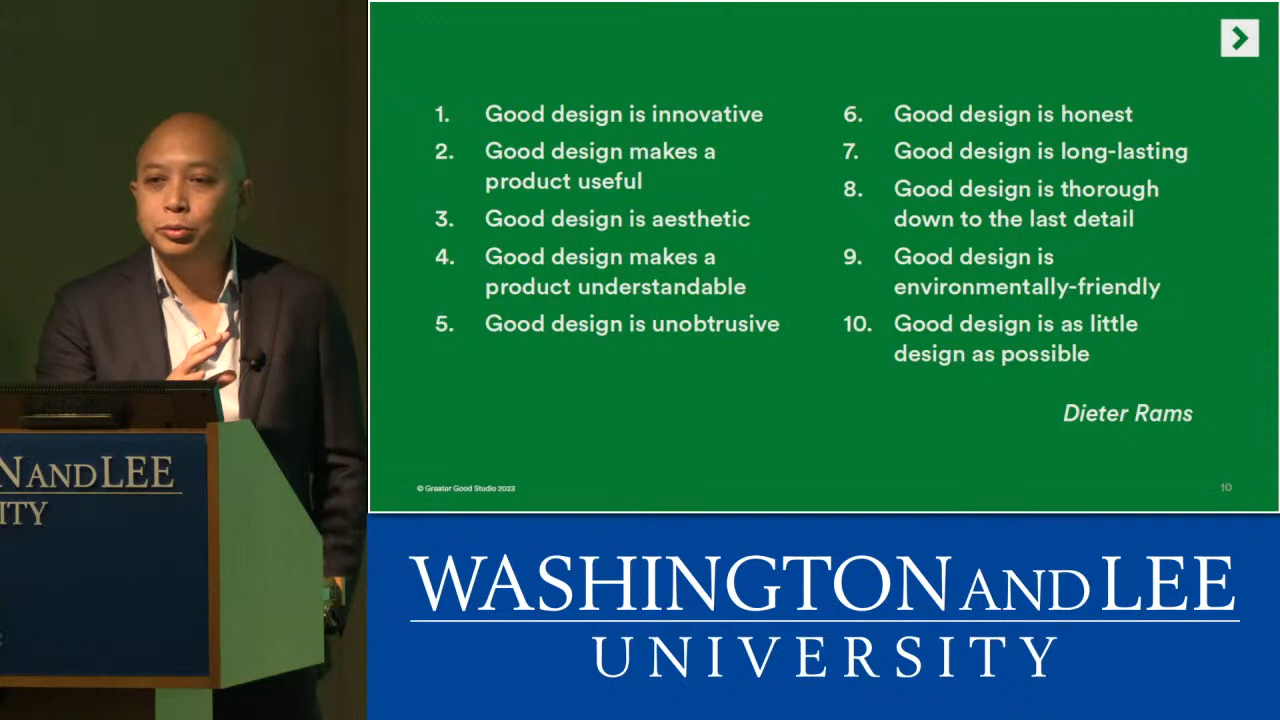 1. Good design is innovative
2. Good design makes a
product useful
3. Good design is aesthetic
4. Good design makes a
product understandable
5. Good design is unobtrusive
6. Good design is honest
7. Good design is long-lasting
8. Good design is thorough
down to the last detail
9. Good design is
environmentally-friendly
10. Good design is as little
design as possible
Dieter Rams
© Greater Good Studio 2023
10
N AND LEE
ITY
WASHINGTON AND LEE
UNIVERSITY